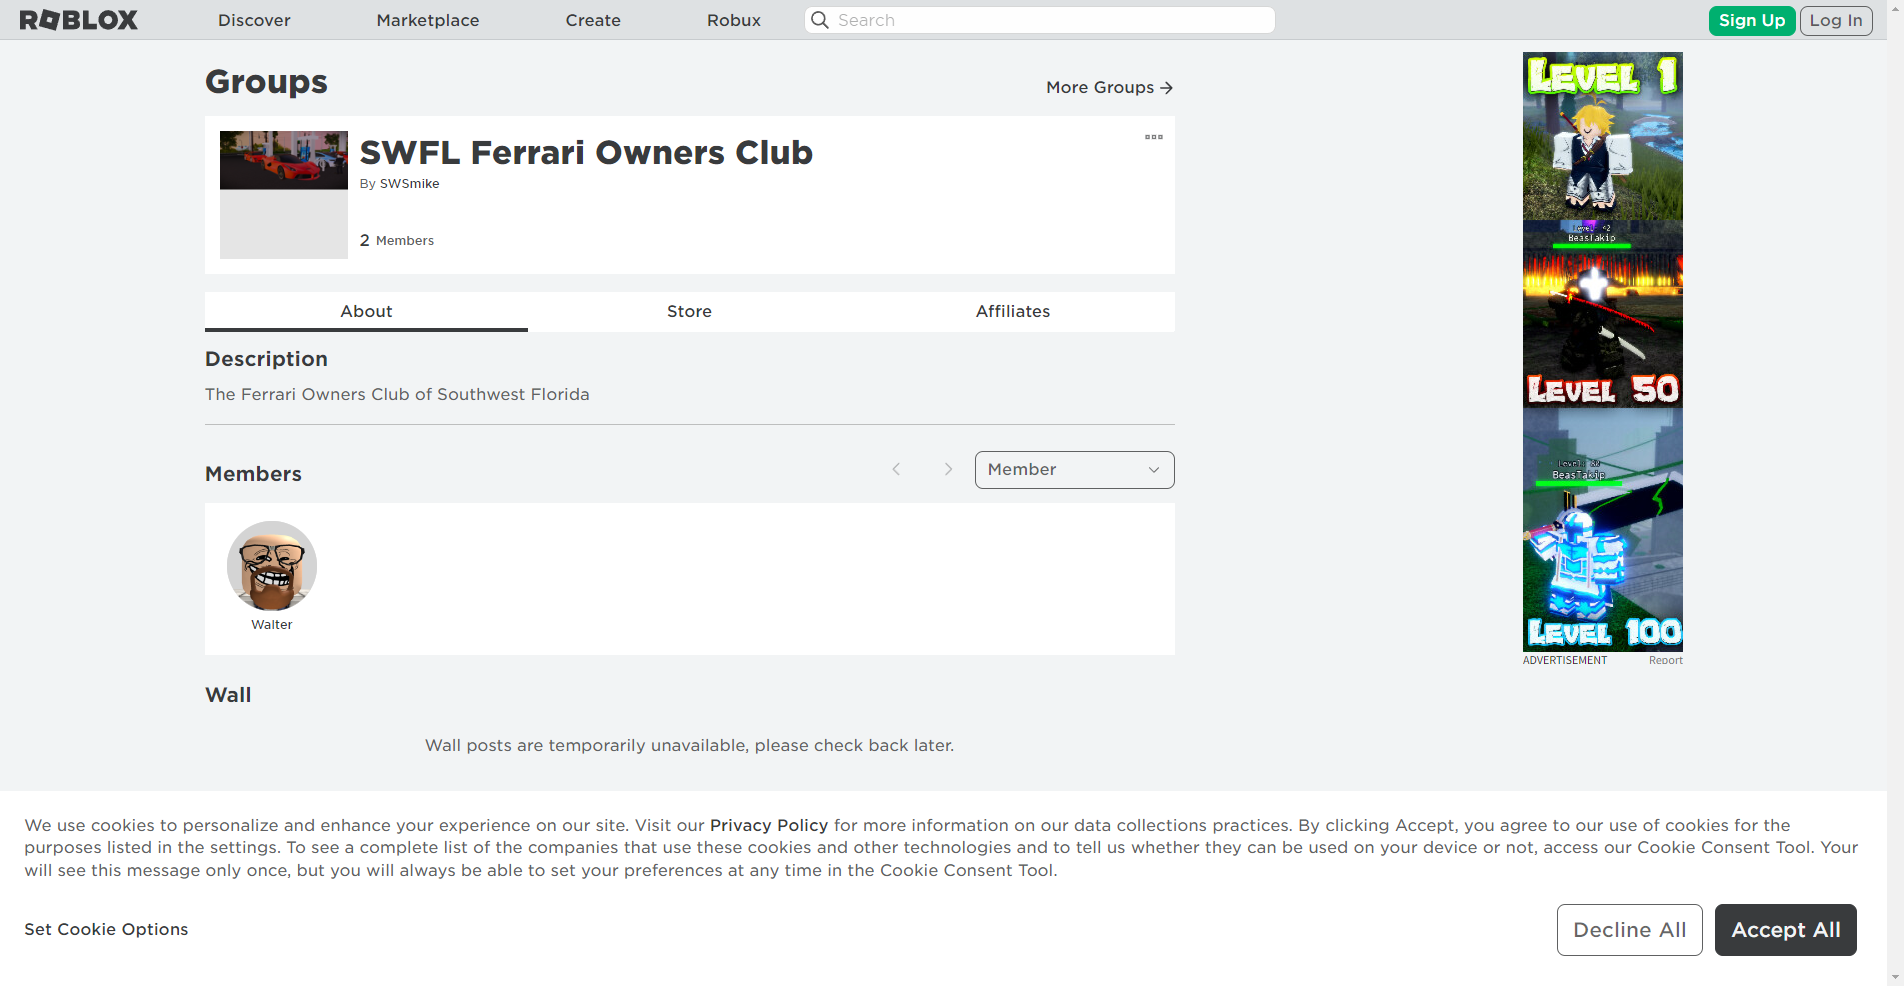 ROBLOX Discover Marketplace Create Robux Search Sign Up Log In
Groups
More Groups
SWFL Ferrari Owners Club
By SWSmike
2 Members
About Store Affiliates
Description
The Ferrari Owners Club of Southwest Florida
Members
Member
Walter
Wall
Wall posts are temporarily unavailable, please check back later.
LEVEL 1
Level 42
BeasTakip
LEVEL 50
BeasTakip
LEVEL 100
ADVERTISEMENT Report
We use cookies to personalize and enhance your experience on our site. Visit our Privacy Policy for more information on our data collections practices. By clicking Accept, you agree to our use of cookies for the
purposes listed in the settings. To see a complete list of the companies that use these cookies and other technologies and to tell us whether they can be used on your device or not, access our Cookie Consent Tool. Your
will see this message only once, but you will always be able to set your preferences at any time in the Cookie Consent Tool.
Set Cookie Options
Decline All
Accept All